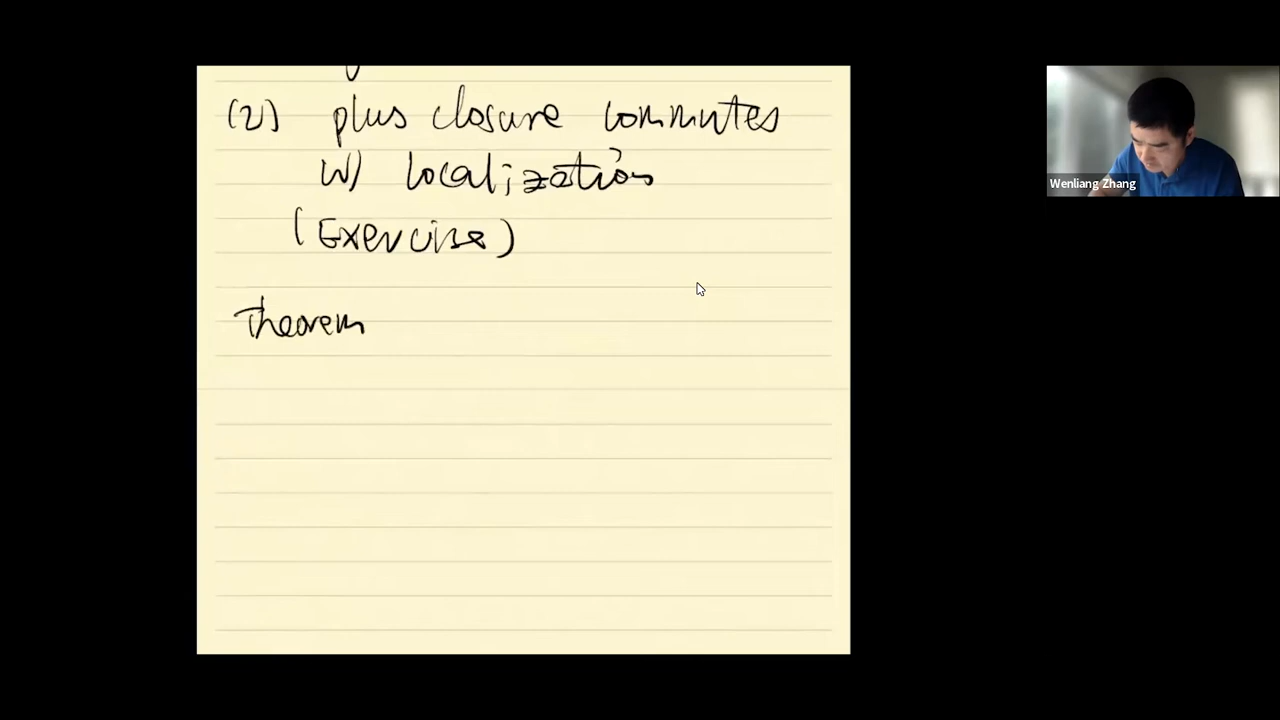 (2) plus closure commutes
w/ localization
(Exercise)
Theorem
Wenliang Zhang